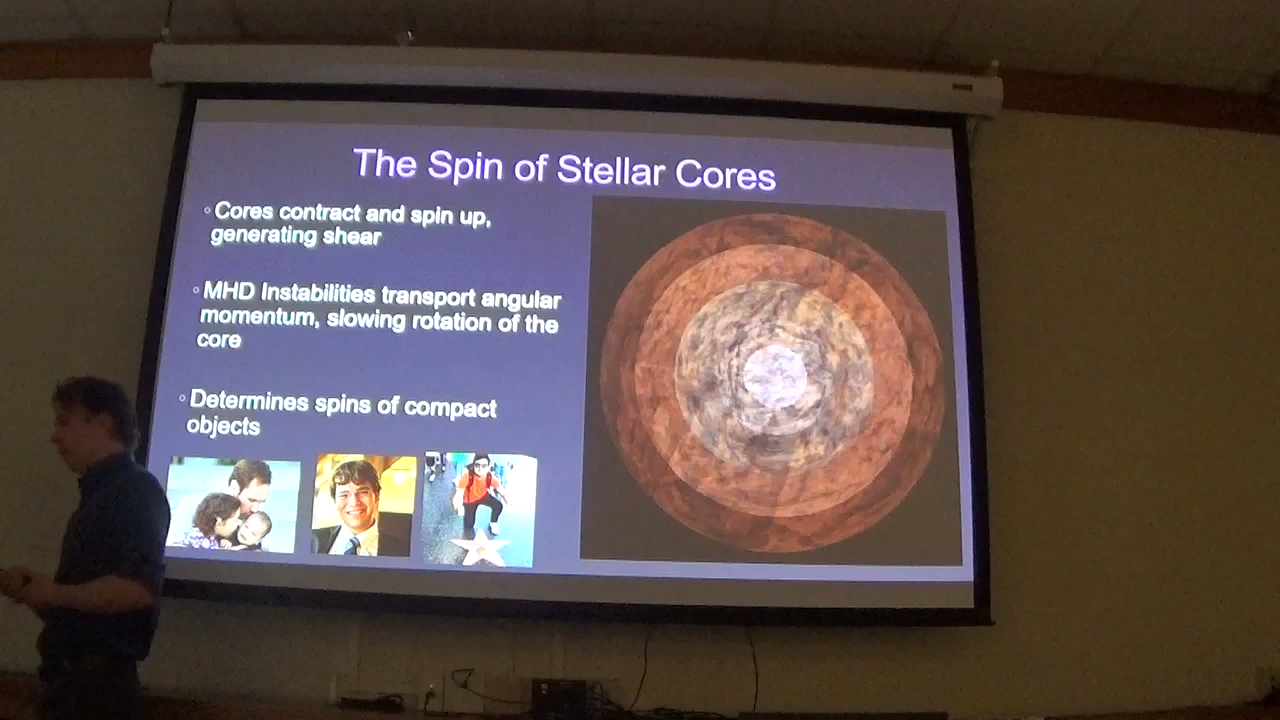 The Spin of Stellar Cores
Cores contract and spin up,
generating shear
MHD Instabilities transport angular
momentum, slowing rotation of the
core
Determines spins of compact
objects